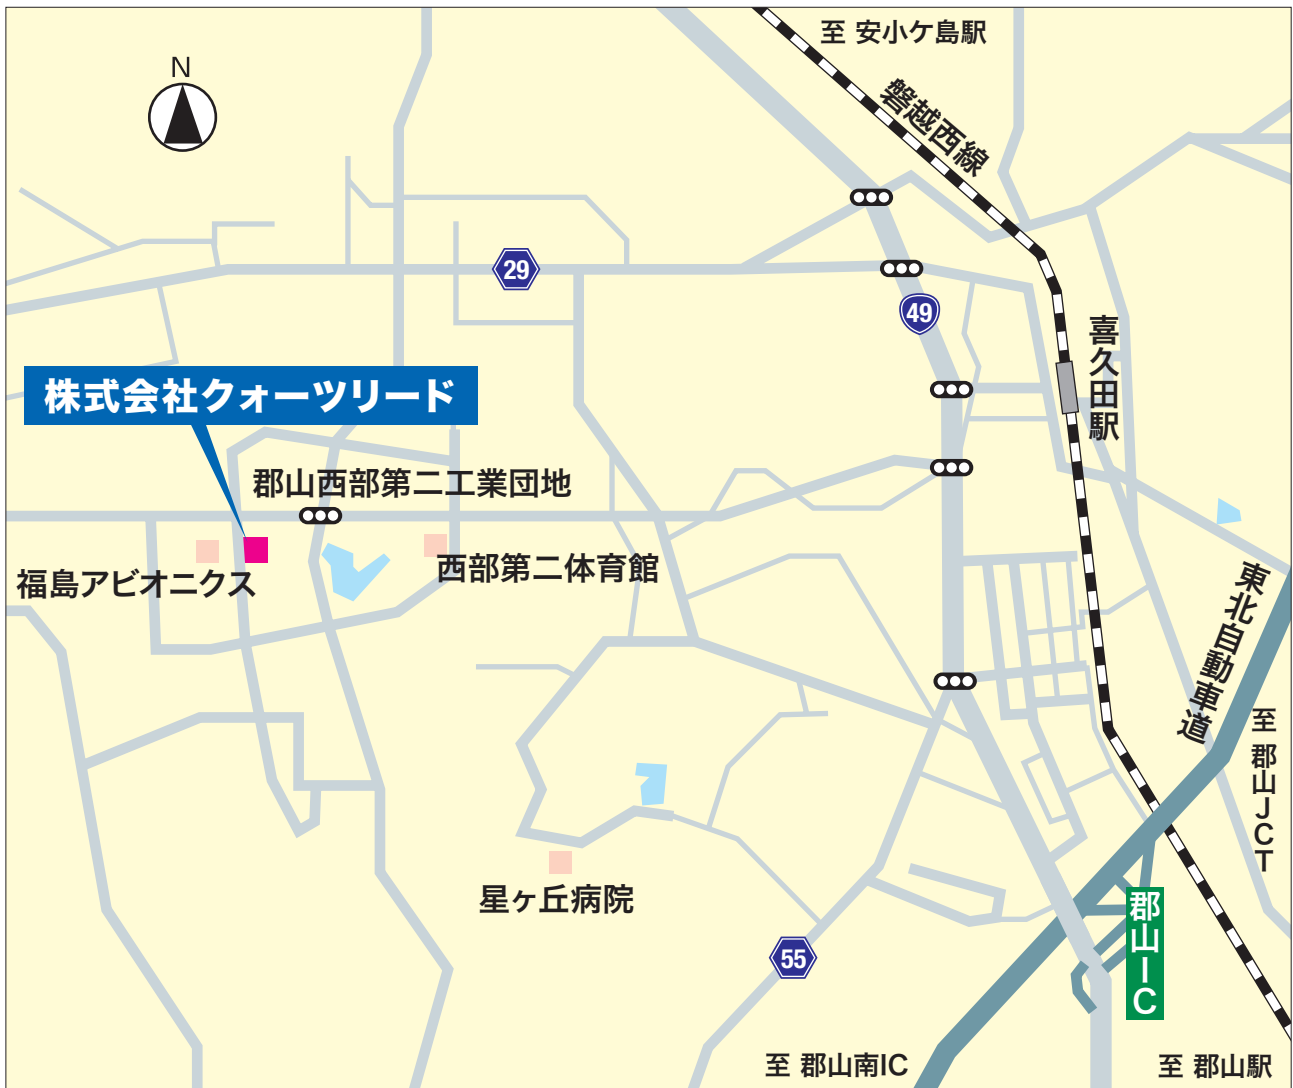 至 安小ケ島駅
N
磐越西線
29
49
喜久田駅
株式会社クォーツリード
郡山西部第二工業団地
西部第二体育館
福島アビオニクス
東北自動車道
至 郡山JCT
星ヶ丘病院
郡山IC
55
至 郡山南IC
至 郡山駅